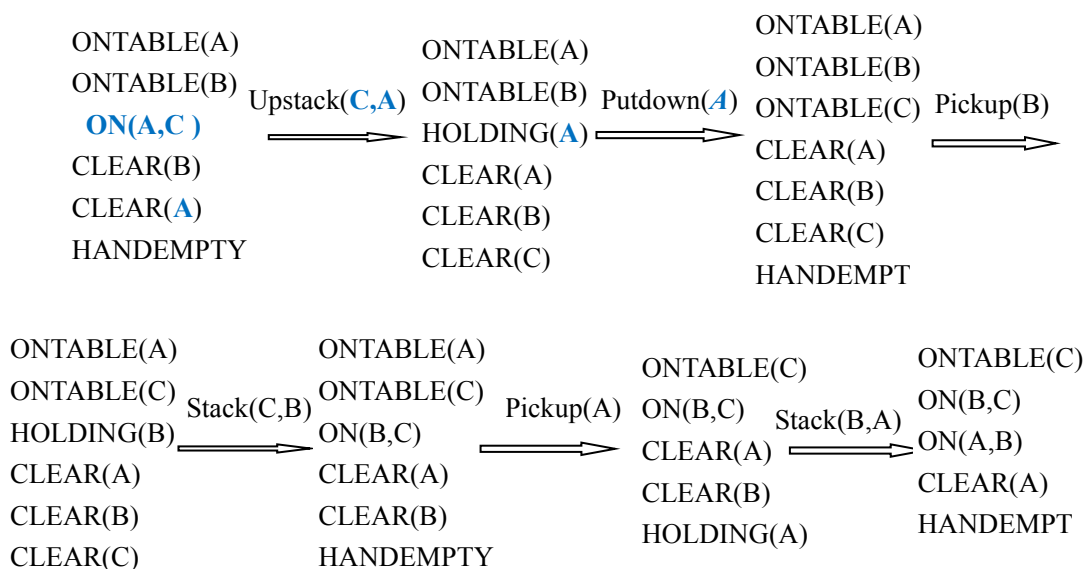 ONTABLE(A)
ONTABLE(B)
ON(A,C )
CLEAR(B)
CLEAR(A)
HANDEMPTY
Upstack(C,A)
ONTABLE(A)
ONTABLE(B)
HOLDING(A)
CLEAR(A)
CLEAR(B)
CLEAR(C)
Putdown(A)
ONTABLE(A)
ONTABLE(B)
ONTABLE(C)
CLEAR(A)
CLEAR(B)
CLEAR(C)
HANDEMPT
Pickup(B)
ONTABLE(A)
ONTABLE(C)
HOLDING(B)
CLEAR(A)
CLEAR(B)
CLEAR(C)
Stack(C,B)
ONTABLE(A)
ONTABLE(C)
ON(B,C)
CLEAR(A)
CLEAR(B)
HANDEMPTY
Pickup(A)
ONTABLE(C)
ON(B,C)
CLEAR(A)
CLEAR(B)
HOLDING(A)
Stack(B,A)
ONTABLE(C)
ON(B,C)
ON(A,B)
CLEAR(A)
HANDEMPT